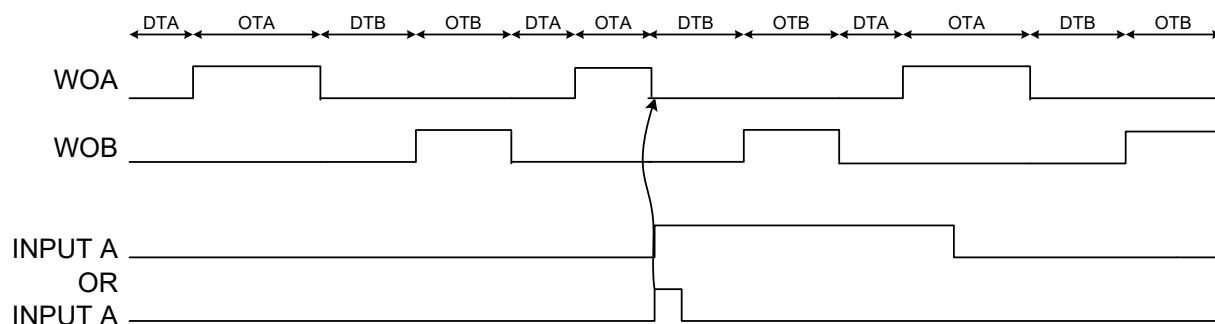 DTA OTA DTB OTB DTA OTA DTB OTB DTA OTA DTB OTB
WOA
WOB
INPUT A
OR
INPUT A